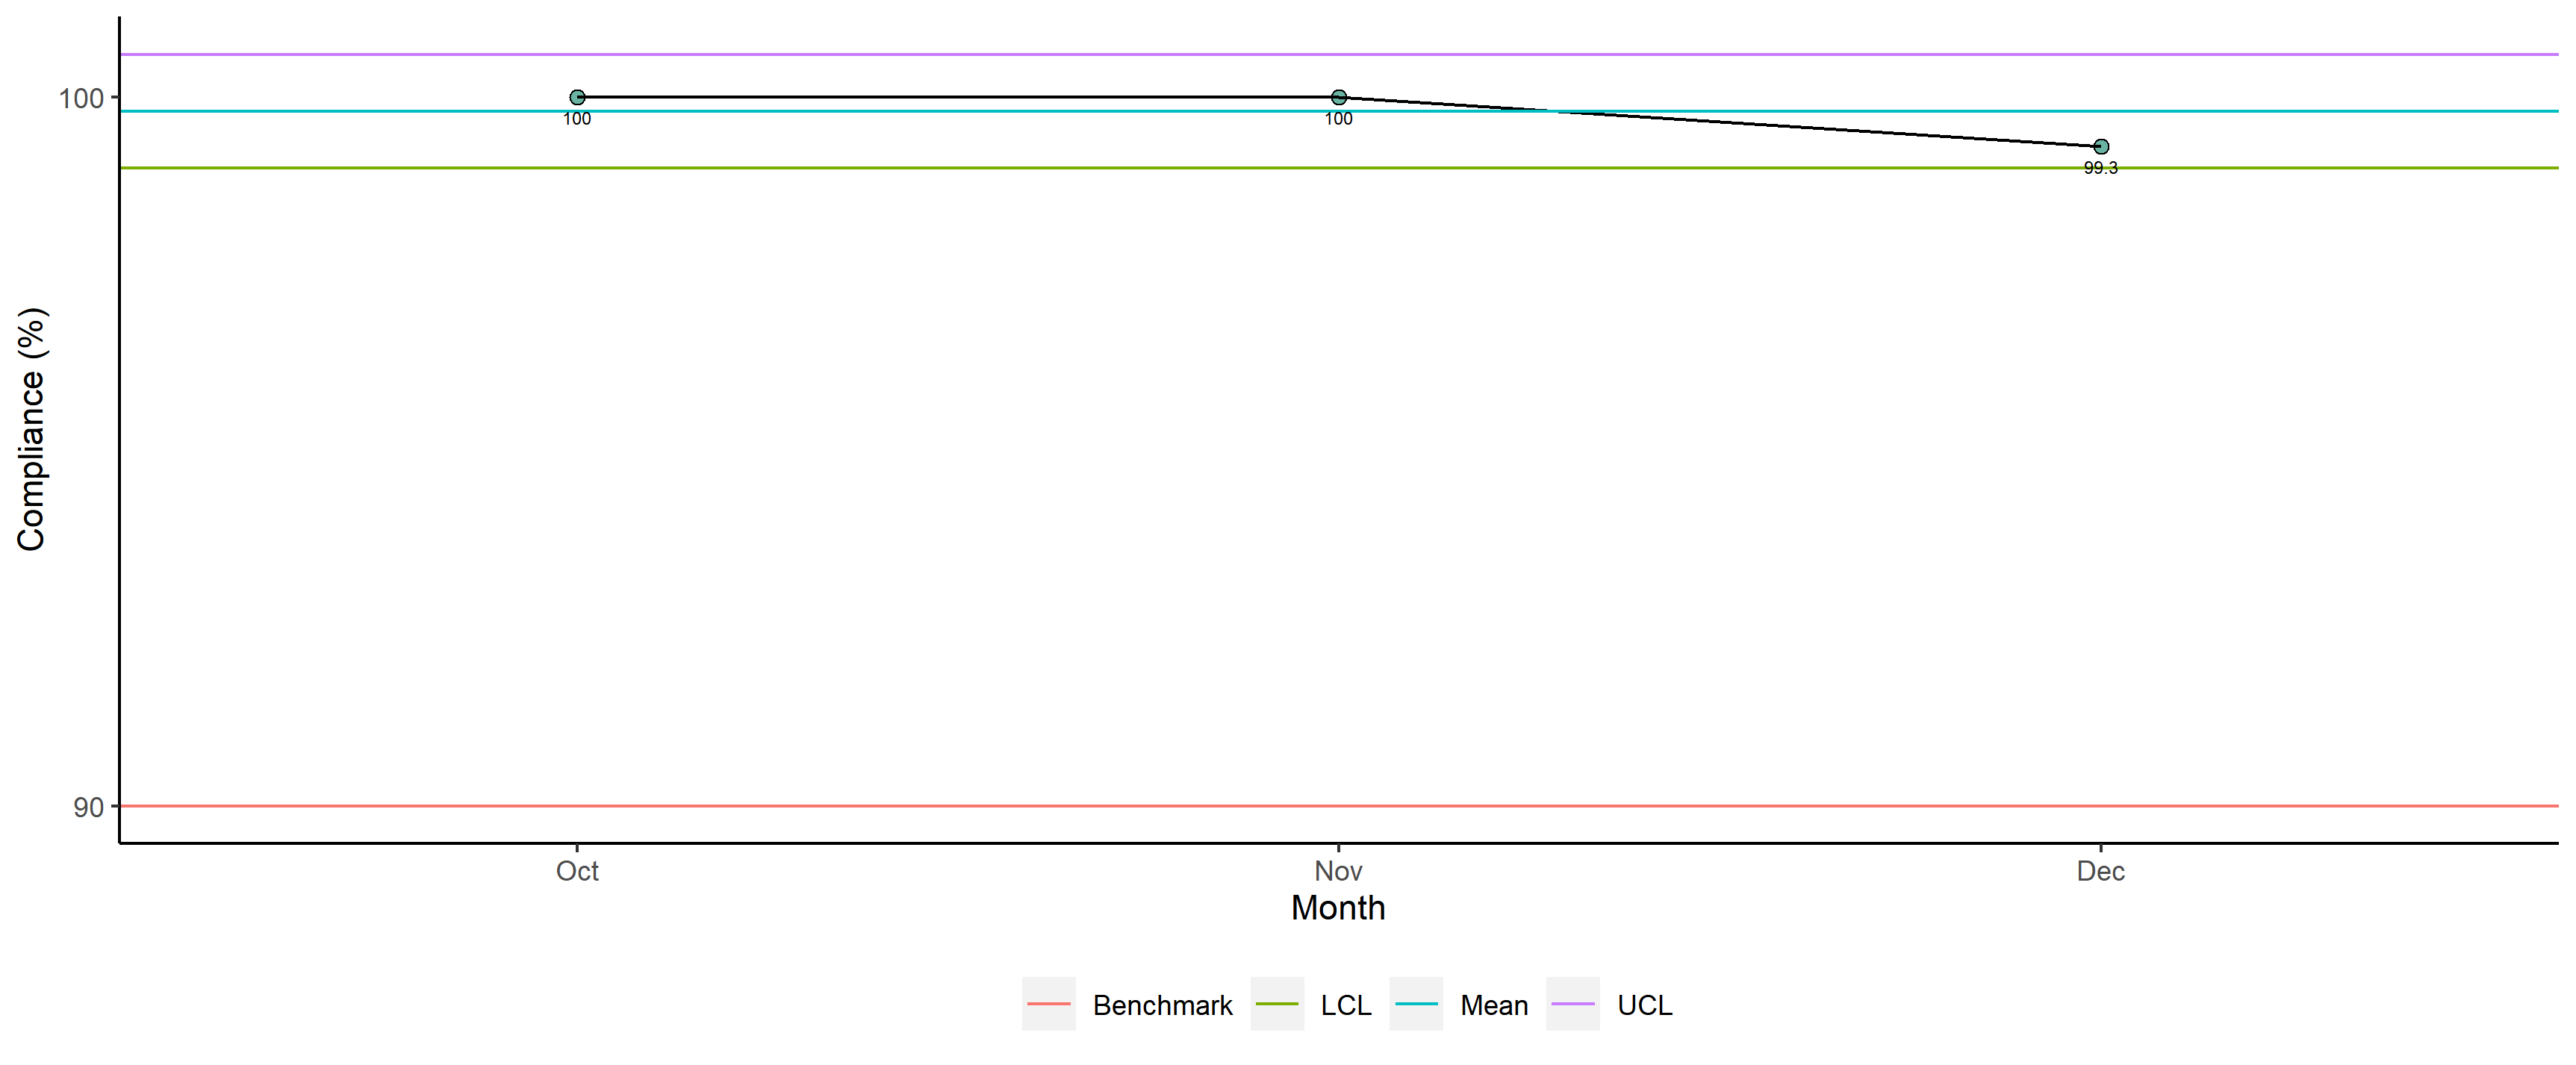 Compliance (%)
100
90
100
100
99.3
Oct
Nov
Dec
Month
Benchmark
LCL
Mean
UCL